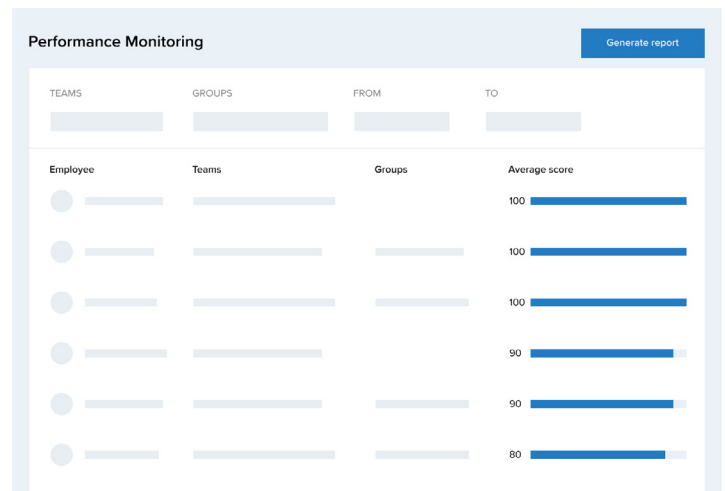 Performance Monitoring
Generate report
TEAMS GROUPS FROM TO
Employee Teams Groups Average score
100
100
100
90
90
80